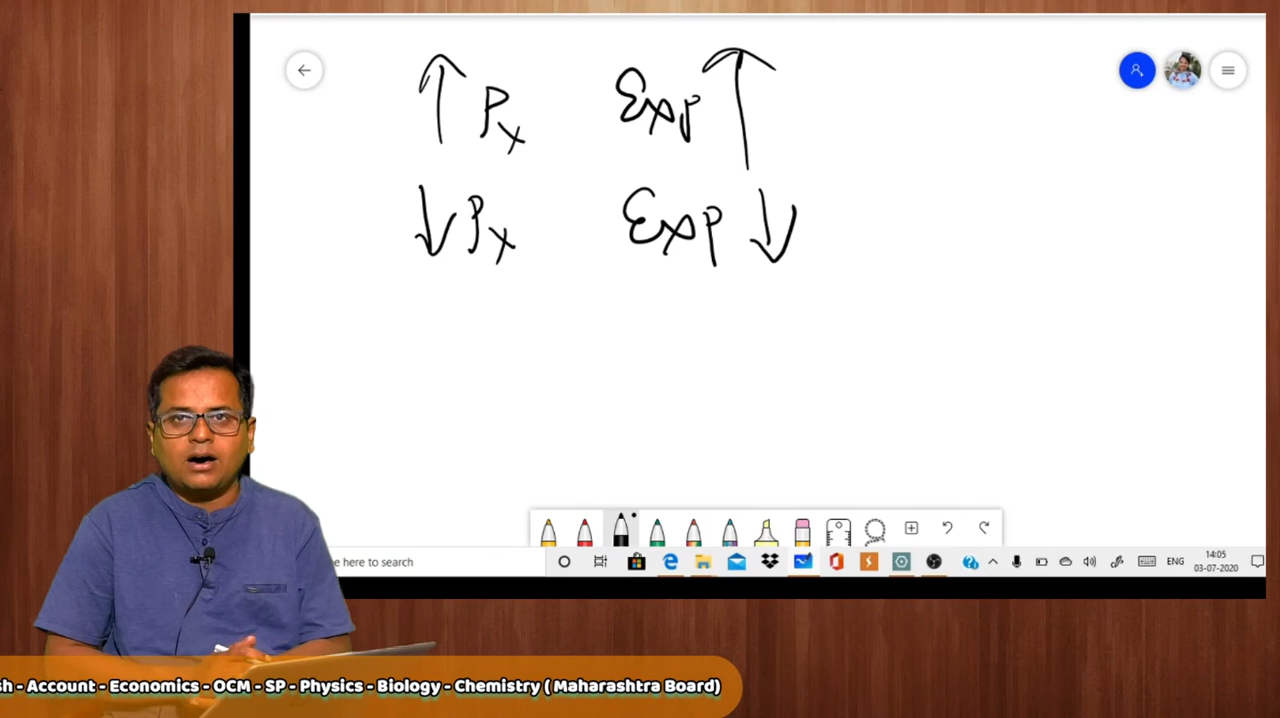 ↑ Px Exp ↑
↓ Px Exp ↓
e here to search
ENG
14:05
03-07-2020
sh - Account - Economics - OCM - SP - Physics - Biology - Chemistry ( Maharashtra Board)